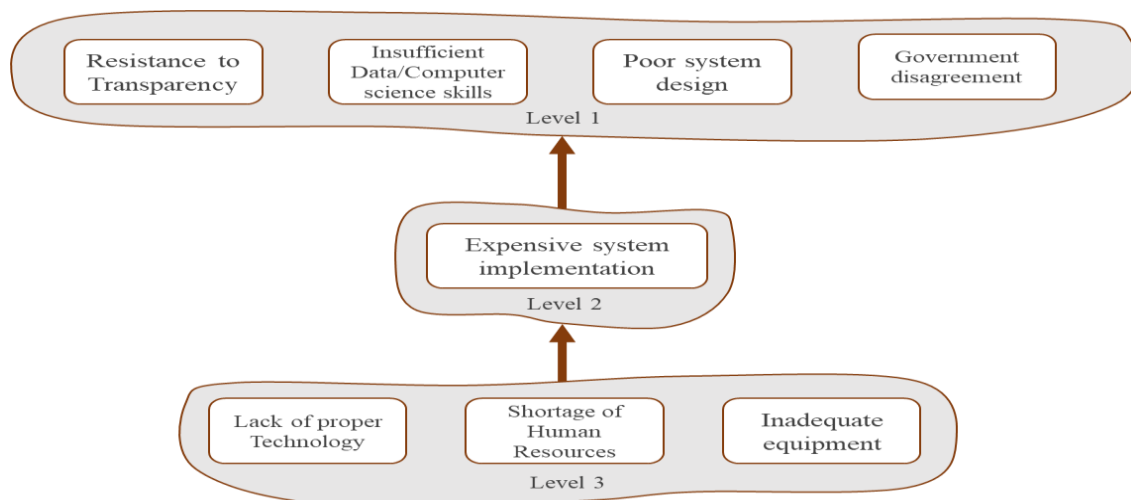 Resistance to
Transparency
Insufficient
Data/Computer
science skills
Poor system
design
Government
disagreement
Level 1
Expensive system
implementation
Level 2
Lack of proper
Technology
Shortage of
Human
Resources
Inadequate
equipment
Level 3